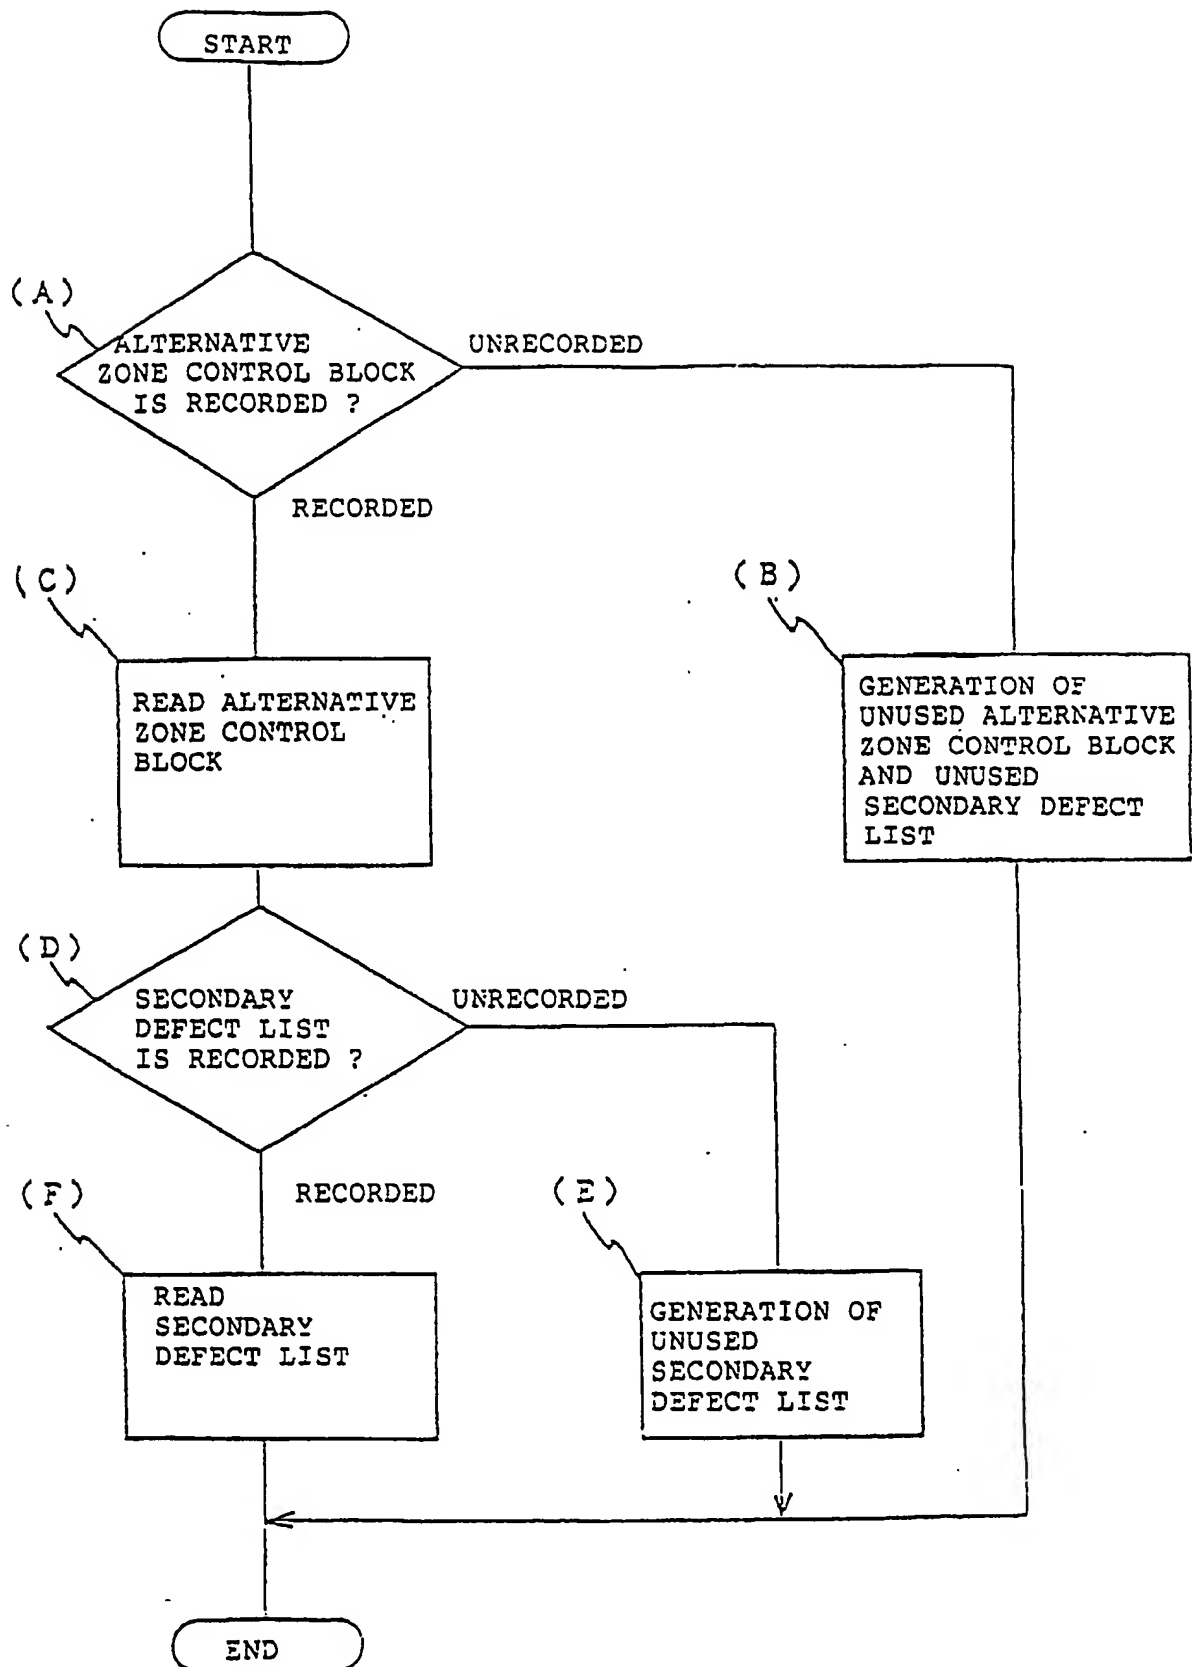 START
(A)
ALTERNATIVE
ZONE CONTROL BLOCK
IS RECORDED ?
UNRECORDED
RECORDED
(C)
READ ALTERNATIVE
ZONE CONTROL
BLOCK
(B)
GENERATION OF
UNUSED ALTERNATIVE
ZONE CONTROL BLOCK
AND UNUSED
SECONDARY DEFECT
LIST
(D)
SECONDARY
DEFECT LIST
IS RECORDED ?
UNRECORDED
RECORDED
(F)
READ
SECONDARY
DEFECT LIST
(E)
GENERATION OF
UNUSED
SECONDARY
DEFECT LIST
END